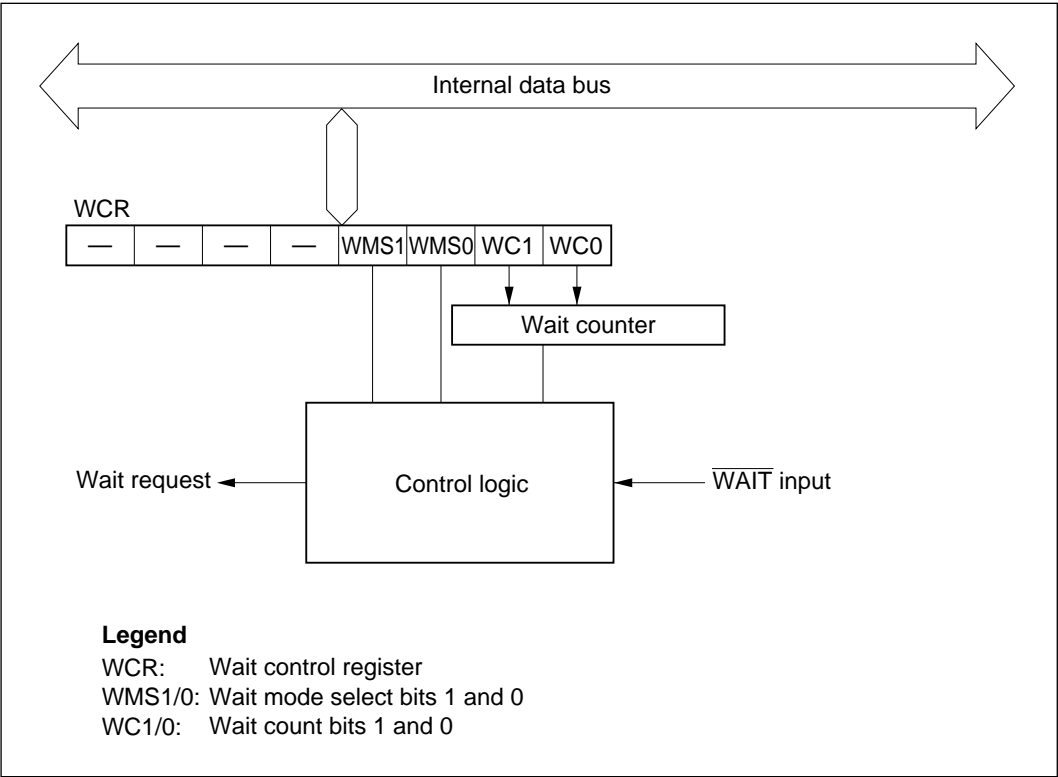 Internal data bus
WCR
— — — — WMS1 WMS0 WC1 WC0
Wait counter
Wait request
Control logic
W̅A̅I̅T̅ input
Legend
WCR: Wait control register
WMS1/0: Wait mode select bits 1 and 0
WC1/0: Wait count bits 1 and 0